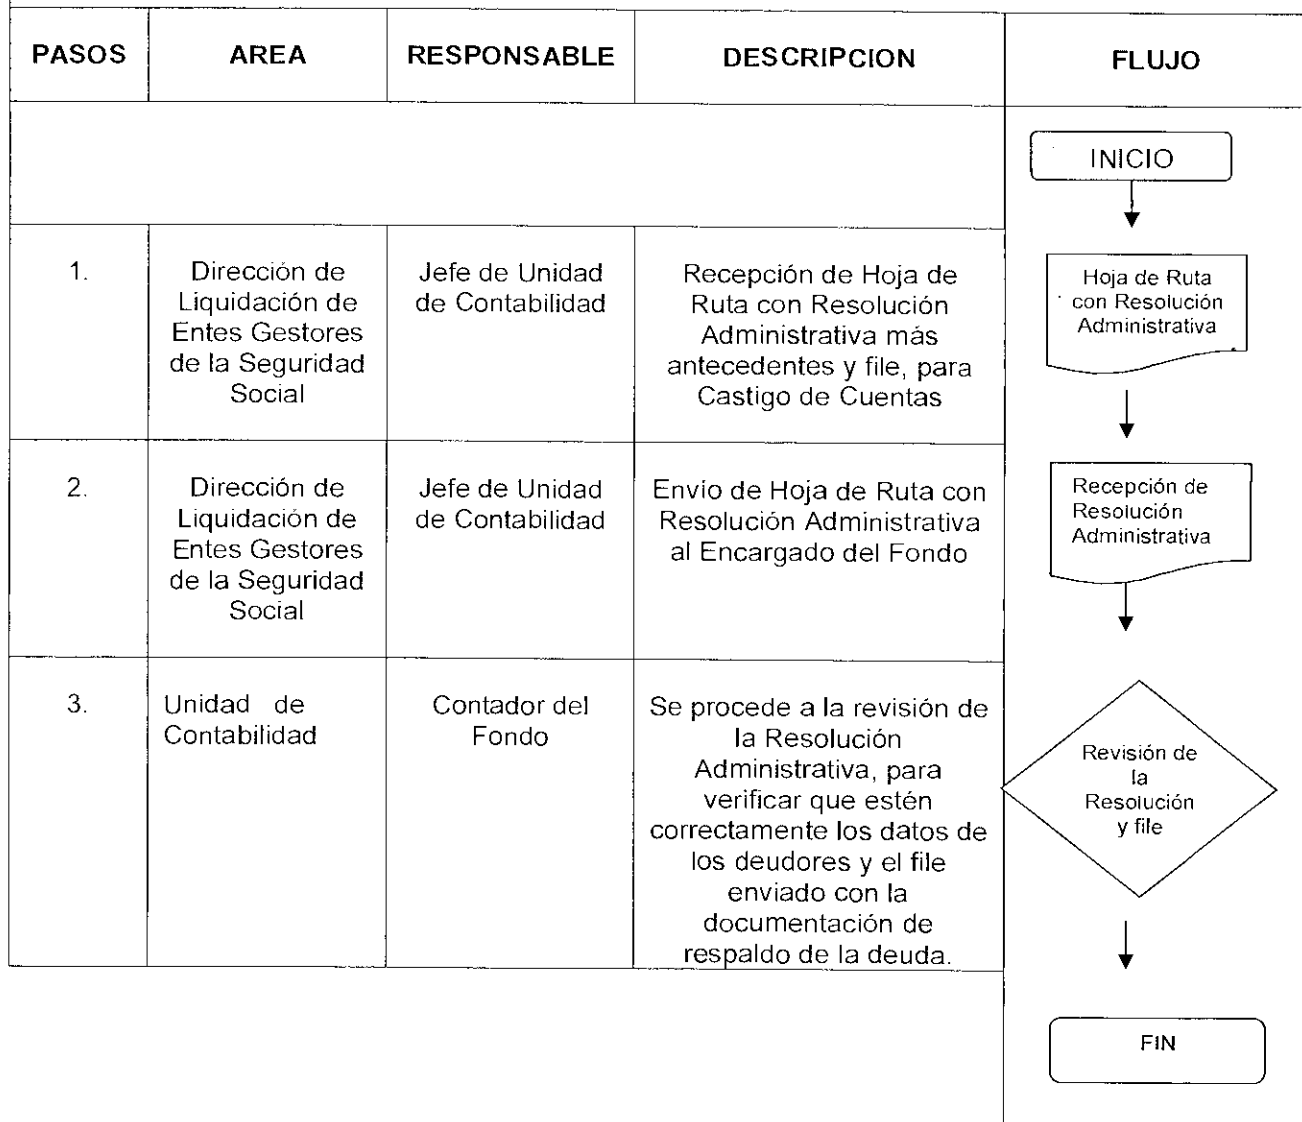 PASOS AREA RESPONSABLE DESCRIPCION FLUJO
INICIO
1.
Dirección de
Liquidación de
Entes Gestores
de la Seguridad
Social
Jefe de Unidad
de Contabilidad
Recepción de Hoja de
Ruta con Resolución
Administrativa más
antecedentes y file, para
Castigo de Cuentas
Hoja de Ruta
con Resolución
Administrativa
2.
Dirección de
Liquidación de
Entes Gestores
de la Seguridad
Social
Jefe de Unidad
de Contabilidad
Envío de Hoja de Ruta con
Resolución Administrativa
al Encargado del Fondo
Recepción de
Resolución
Administrativa
3.
Unidad de
Contabilidad
Contador del
Fondo
Se procede a la revisión de
la Resolución
Administrativa, para
verificar que estén
correctamente los datos de
los deudores y el file
enviado con la
documentación de
respaldo de la deuda.
Revisión de
la
Resolución
y file
FIN